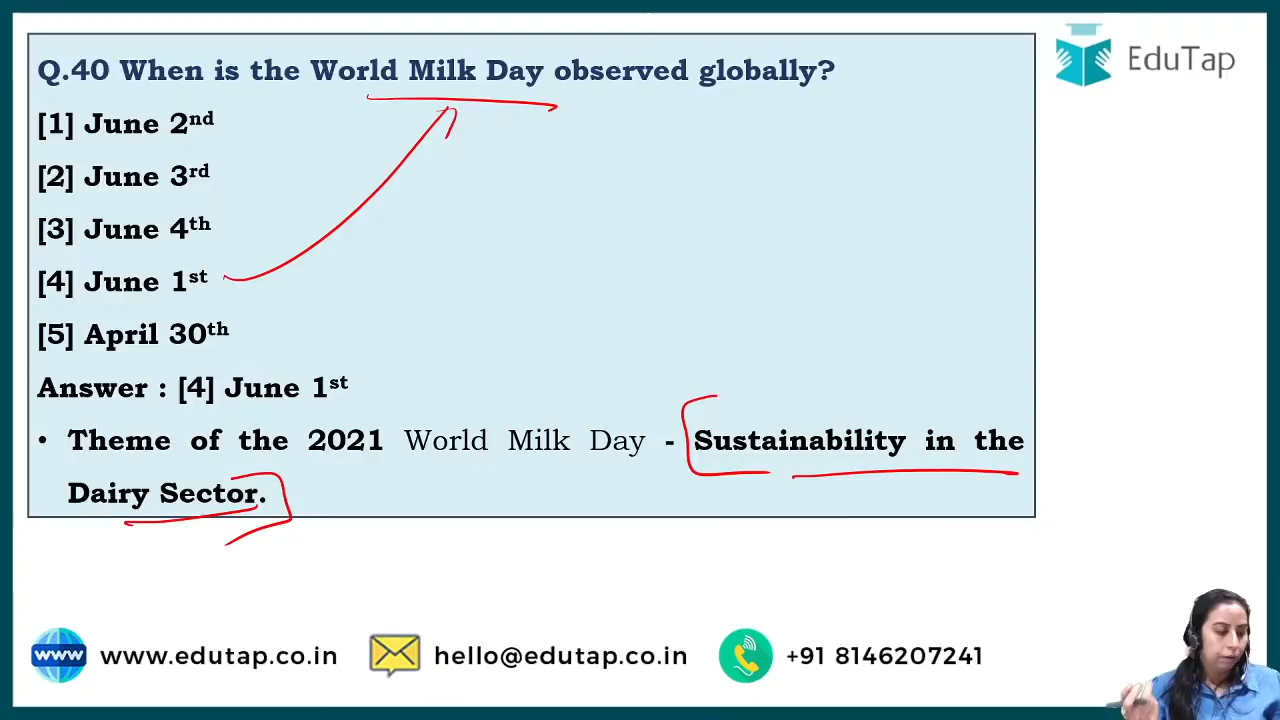 Q.40 When is the World Milk Day observed globally?
[1] June 2nd
[2] June 3rd
[3] June 4th
[4] June 1st
[5] April 30th
Answer : [4] June 1st
• Theme of the 2021 World Milk Day - Sustainability in the
Dairy Sector.
EduTap
www www.edutap.co.in hello@edutap.co.in +91 8146207241